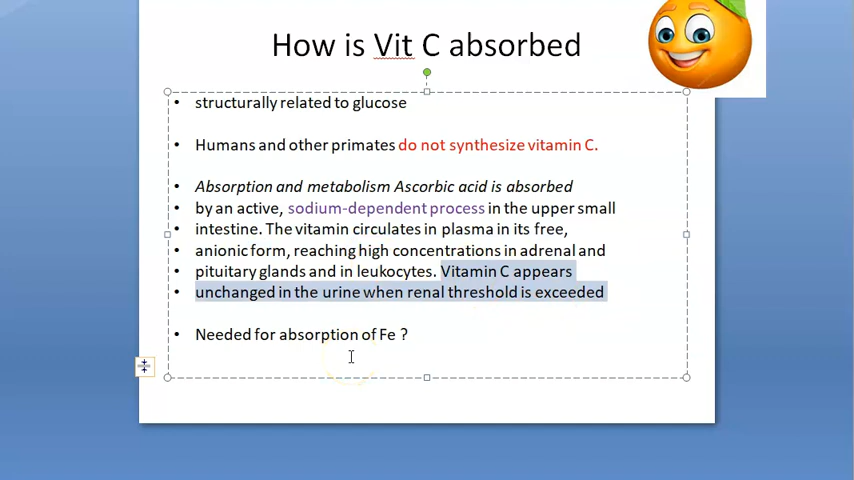 How is Vit C absorbed
• structurally related to glucose
• Humans and other primates do not synthesize vitamin C.
• Absorption and metabolism Ascorbic acid is absorbed
• by an active, sodium-dependent process in the upper small
• intestine. The vitamin circulates in plasma in its free,
• anionic form, reaching high concentrations in adrenal and
• pituitary glands and in leukocytes. Vitamin C appears
• unchanged in the urine when renal threshold is exceeded
• Needed for absorption of Fe ?